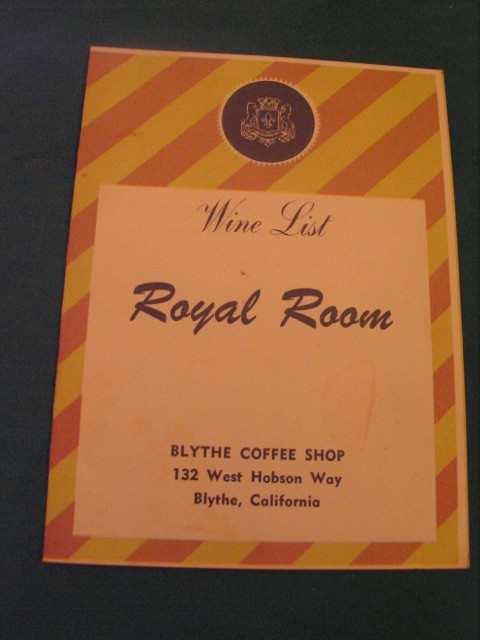 Wine List
Royal Room
BLYTHE COFFEE SHOP
132 West Hobson Way
Blythe, California